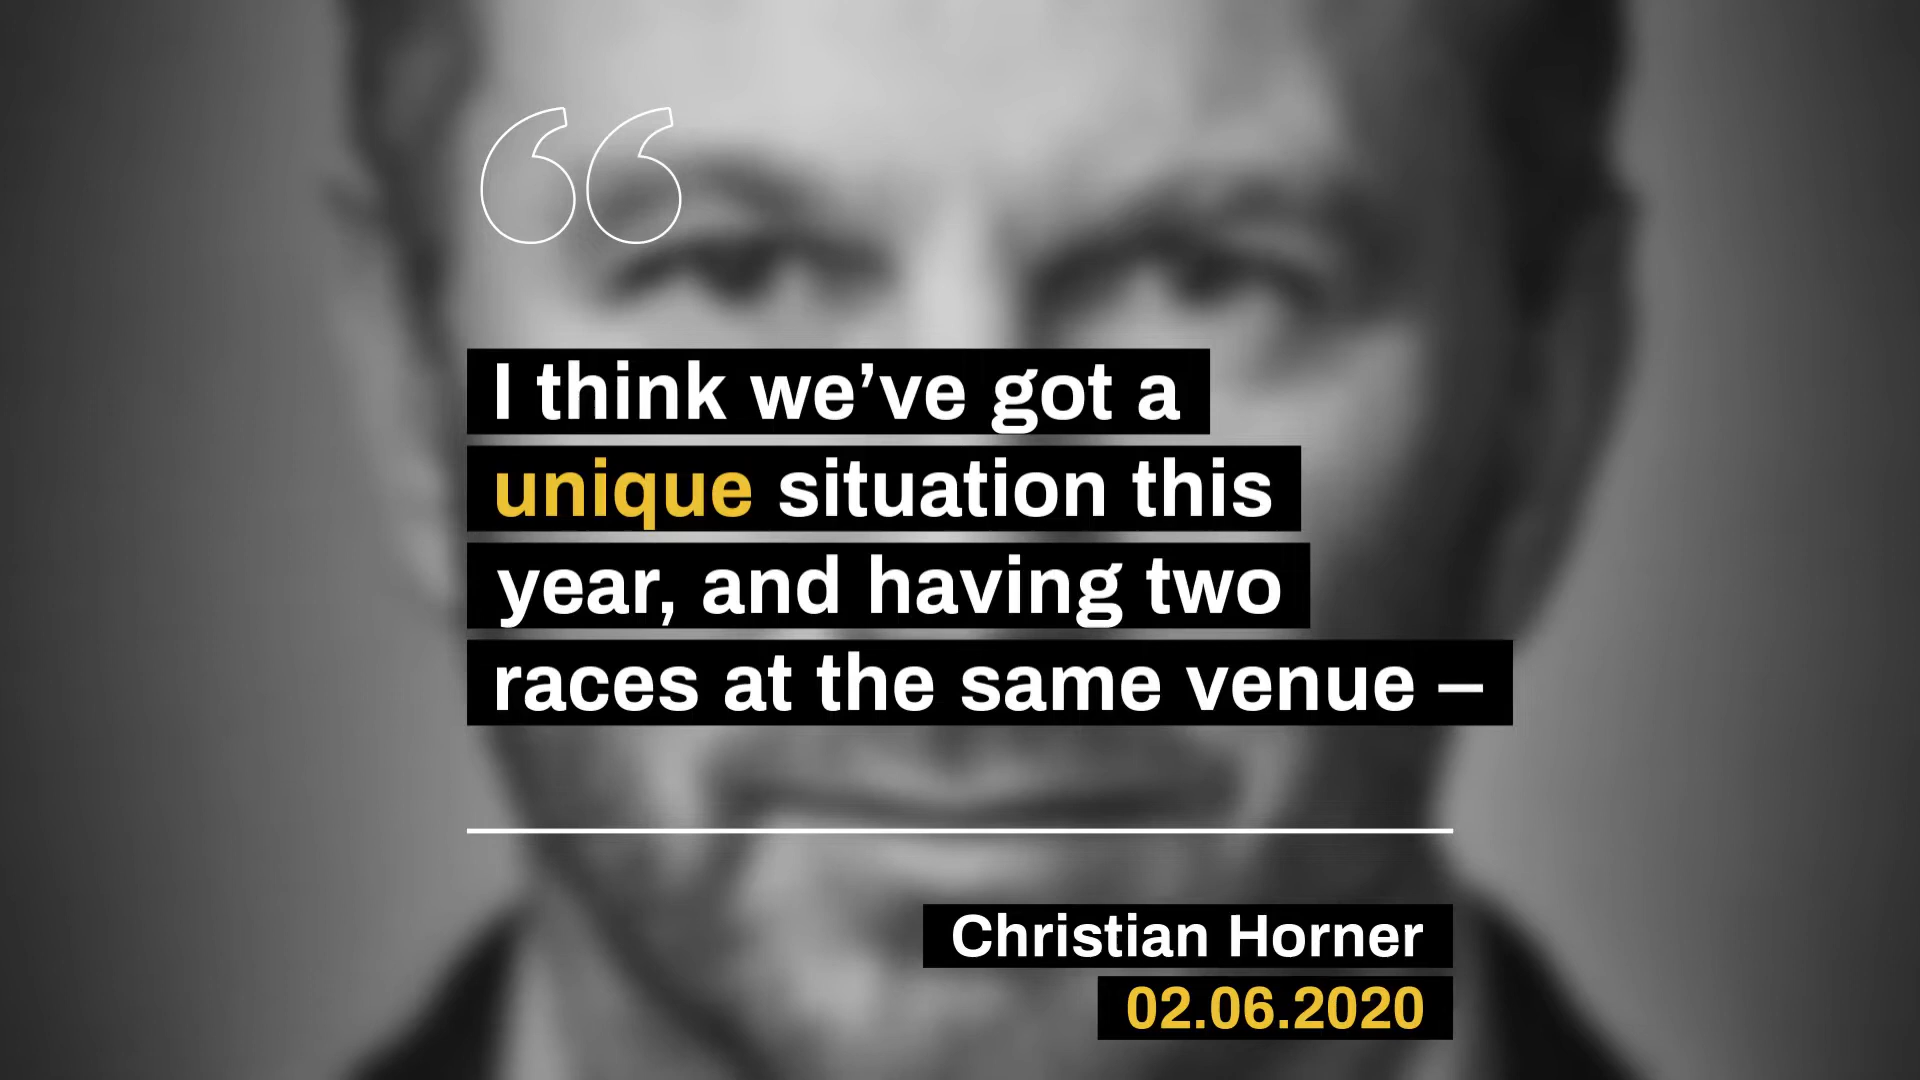 “
I think we’ve got a
unique situation this
year, and having two
races at the same venue –
Christian Horner
02.06.2020